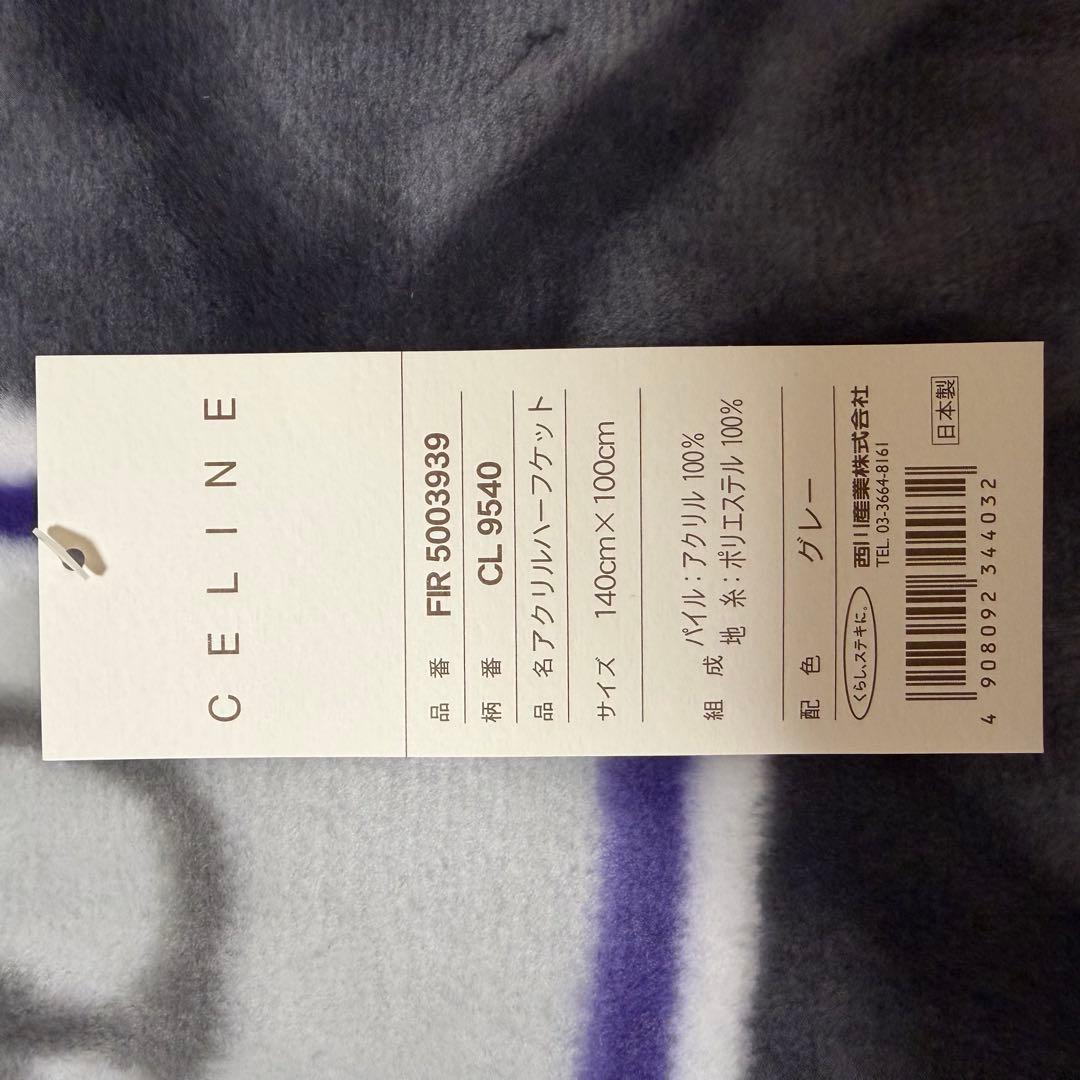 CELINE
品番 FIR 5003939
柄番 CL 9540
品名 アクリルハーフケット
サイズ 140cm×100cm
組成 パイル:アクリル 100%
地糸:ポリエステル 100%
配色 グレー
くらし、ステキに。 西川産業株式会社
TEL. 03-3664-8161
日本製
4 908092 344032